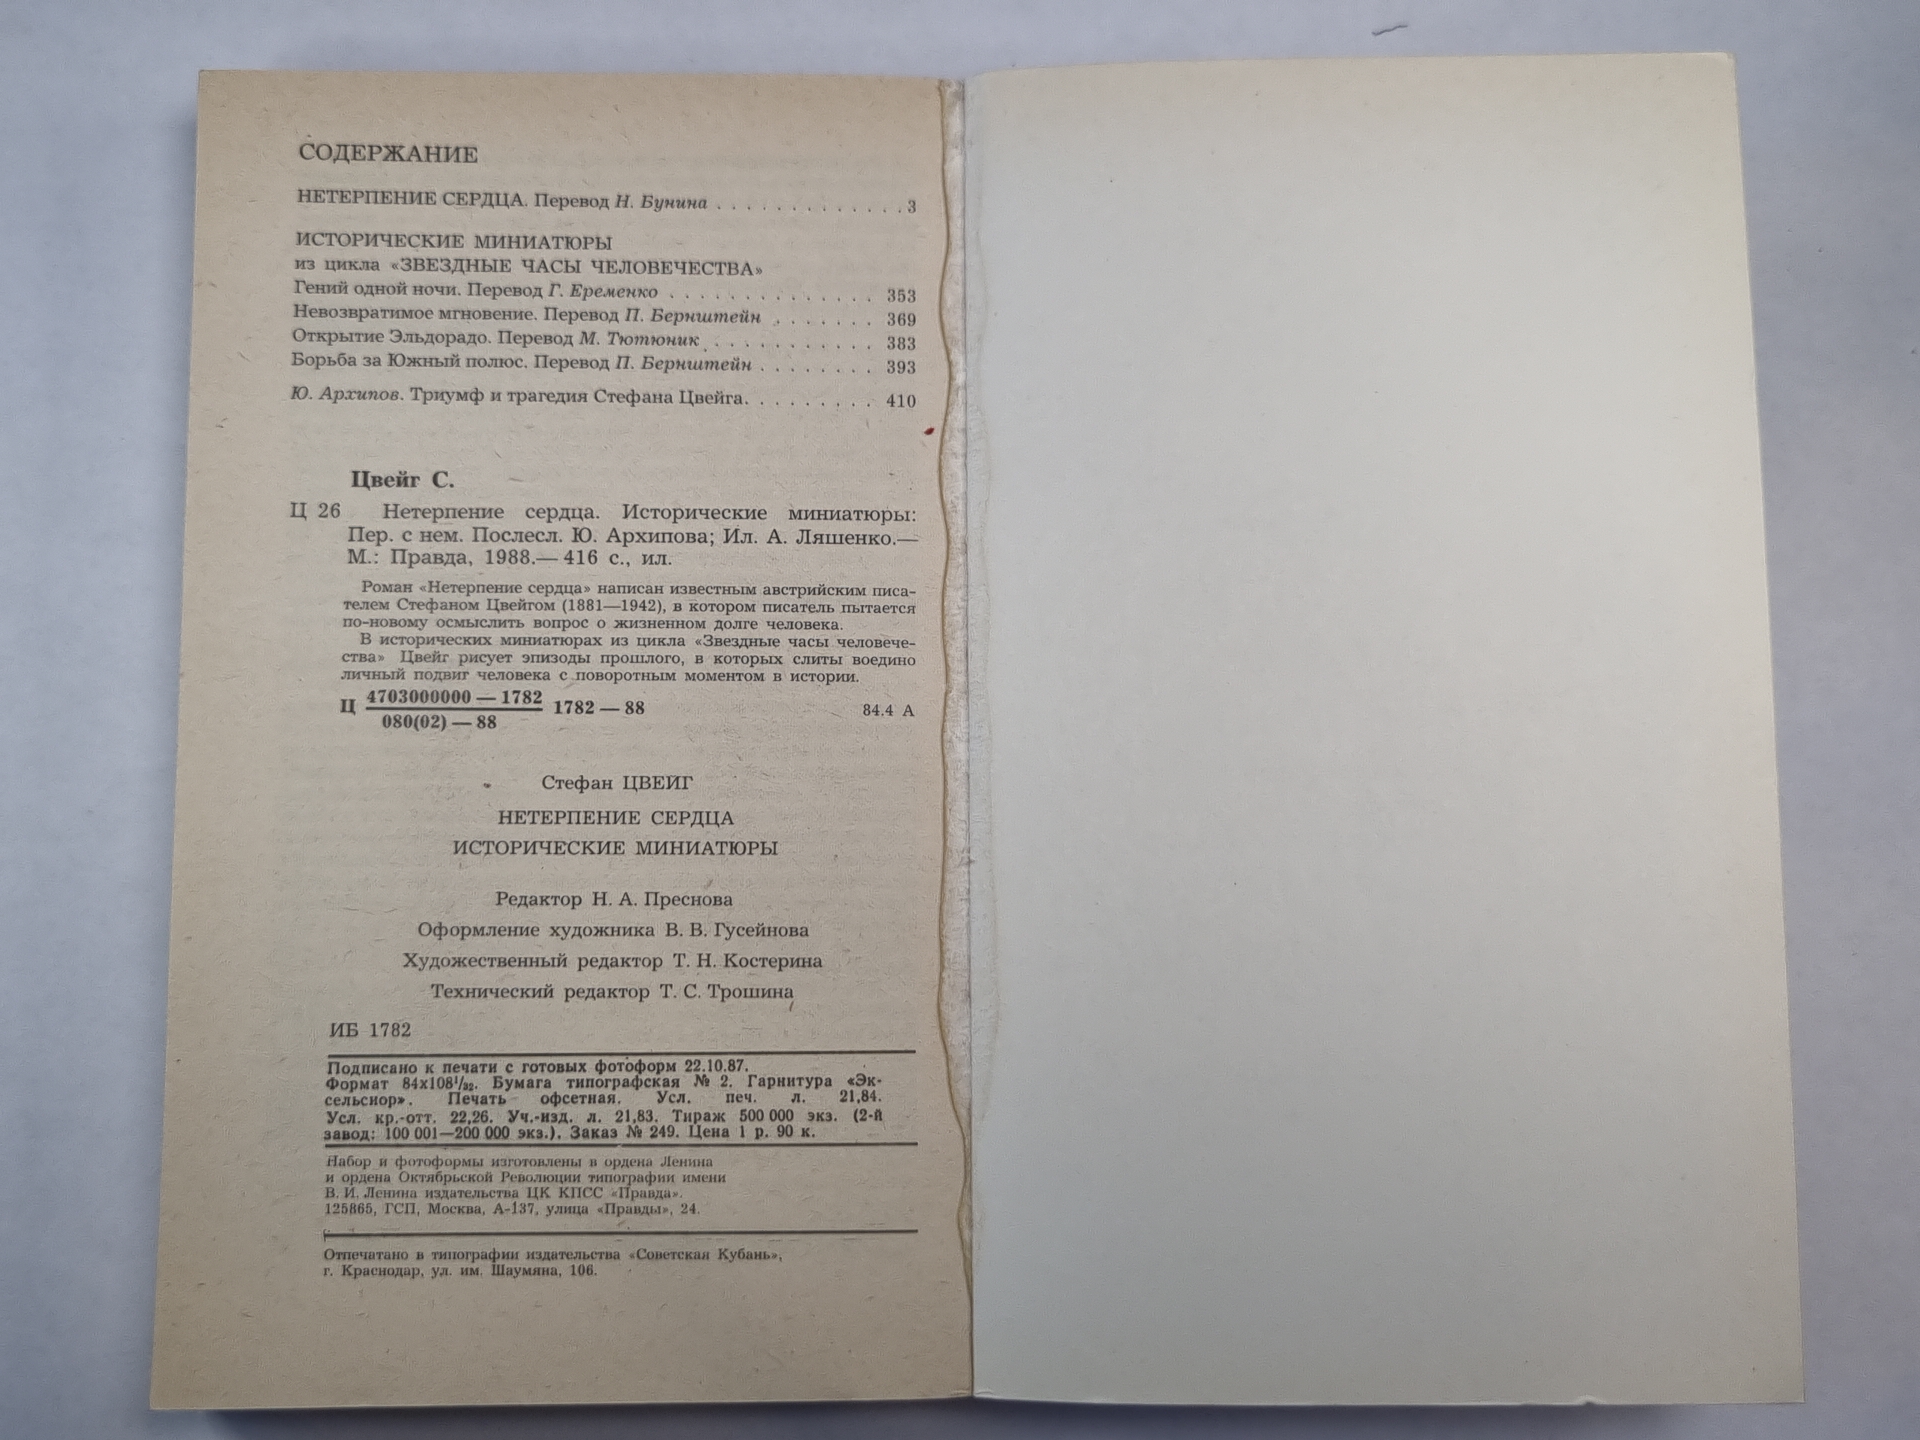 СОДЕРЖАНИЕ
НЕТЕРПЕНИЕ СЕРДЦА. Перевод Н. Бунина . . . . . . . . . . . . . 3
ИСТОРИЧЕСКИЕ МИНИАТЮРЫ
из цикла «ЗВЕЗДНЫЕ ЧАСЫ ЧЕЛОВЕЧЕСТВА»
Гений одной ночи. Перевод Г. Еременко . . . . . . . . . . . . . . 353
Невозвратимое мгновение. Перевод П. Бернштейн . . . . . . . 369
Открытие Эльдорадо. Перевод М. Тютюник . . . . . . . . . . . 383
Борьба за Южный полюс. Перевод П. Бернштейн . . . . . . . . 393
Ю. Архипов. Триумф и трагедия Стефана Цвейга. . . . . . . . . 410
Цвейг С.
Ц 26 Нетерпение сердца. Исторические миниатюры:
Пер. с нем. Послесл. Ю. Архипова; Ил. А. Ляшенко.—
М.: Правда, 1988.— 416 с., ил.
Роман «Нетерпение сердца» написан известным австрийским писа-
телем Стефаном Цвейгом (1881—1942), в котором писатель пытается
по-новому осмыслить вопрос о жизненном долге человека.
В исторических миниатюрах из цикла «Звездные часы человече-
ства» Цвейг рисует эпизоды прошлого, в которых слиты воедино
личный подвиг человека с поворотным моментом в истории.
Ц 4703000000 — 1782
080(02) — 88 1782 — 88 84.4 А
Стефан ЦВЕЙГ
НЕТЕРПЕНИЕ СЕРДЦА
ИСТОРИЧЕСКИЕ МИНИАТЮРЫ
Редактор Н. А. Преснова
Оформление художника В. В. Гусейнова
Художественный редактор Т. Н. Костерина
Технический редактор Т. С. Трошина
ИБ 1782
Подписано к печати с готовых фотоформ 22.10.87.
Формат 84х108¹/₃₂. Бумага типографская № 2. Гарнитура «Эк-
сельсиор». Печать офсетная. Усл. печ. л. 21,84.
Усл. кр.-отт. 22,26. Уч.-изд. л. 21,83. Тираж 500 000 экз. (2-й
завод: 100 001—200 000 экз.). Заказ № 249. Цена 1 р. 90 к.
Набор и фотоформы изготовлены в ордена Ленина
и ордена Октябрьской Революции типографии имени
В. И. Ленина издательства ЦК КПСС «Правда».
125865, ГСП, Москва, А-137, улица «Правды», 24.
Отпечатано в типографии издательства «Советская Кубань»,
г. Краснодар, ул. им. Шаумяна, 106.